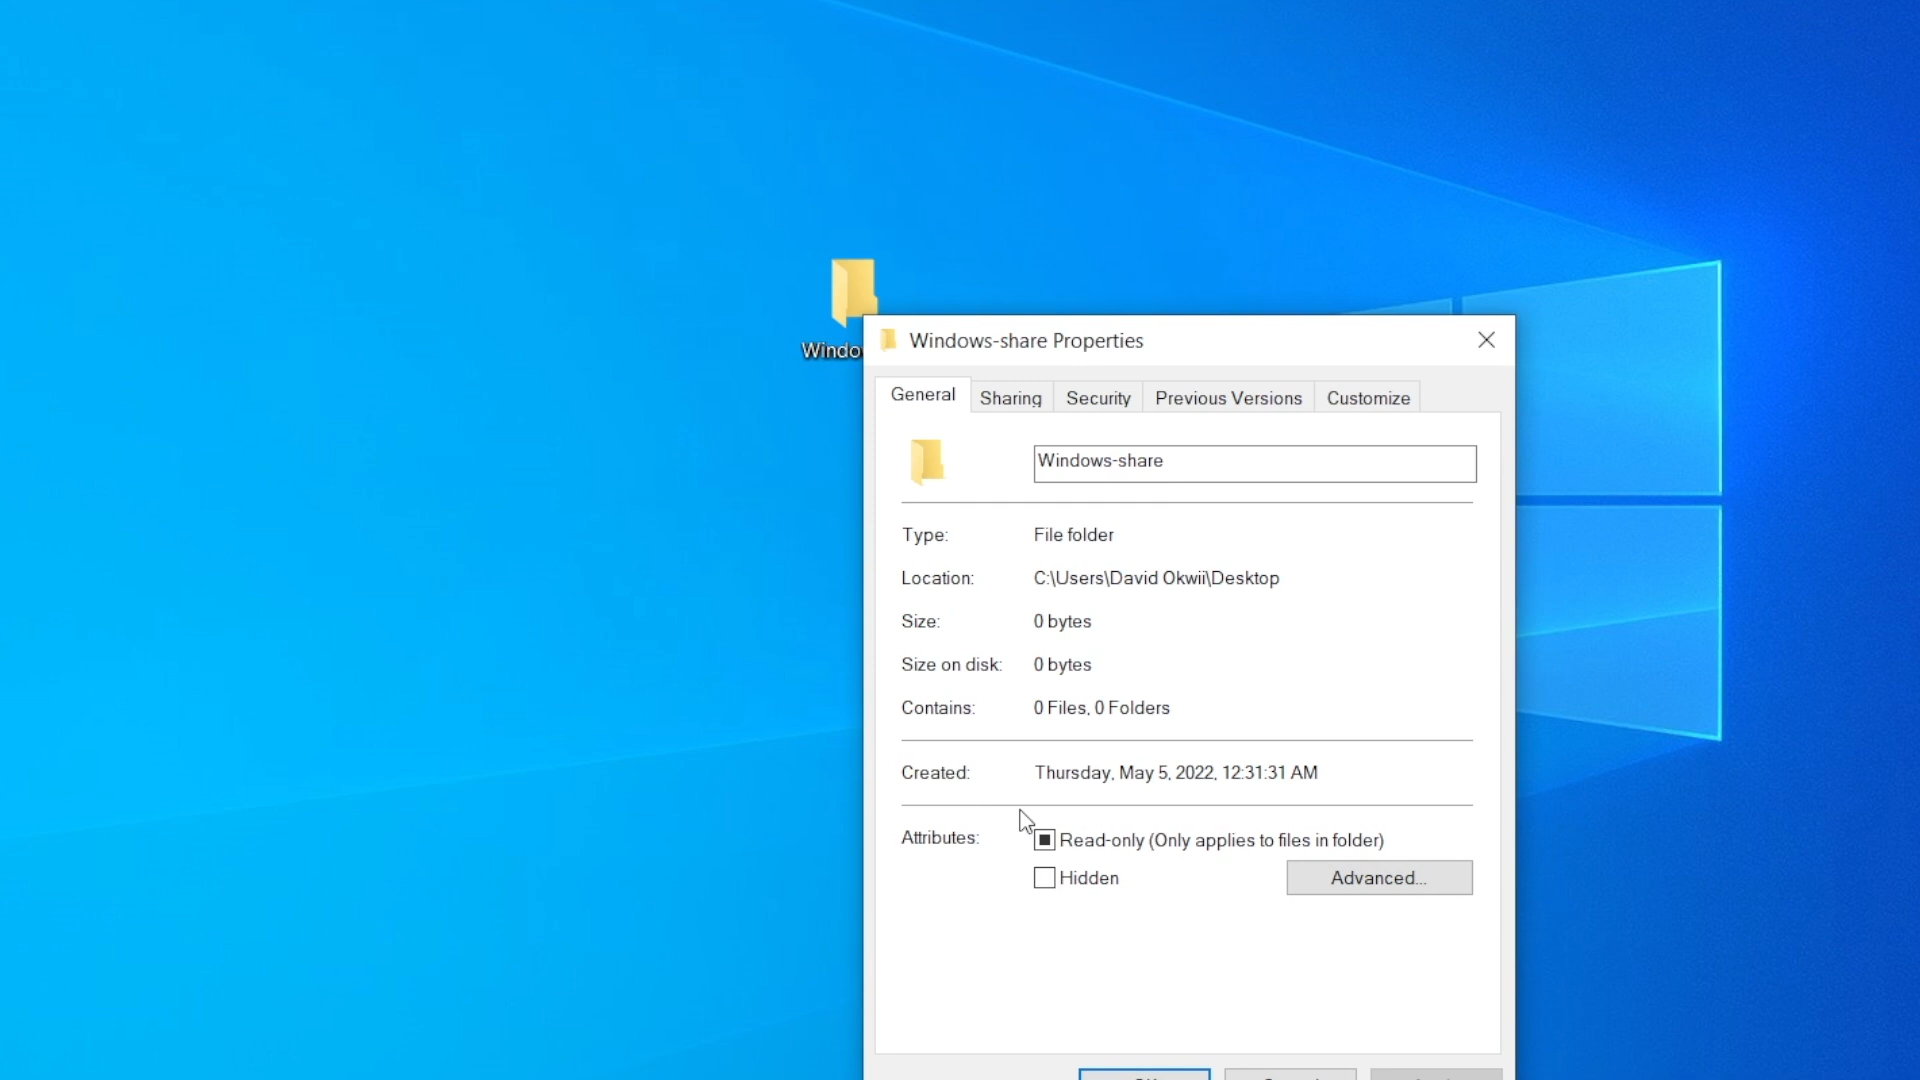 Windows-share Properties
General
Sharing
Security
Previous Versions
Customize
Windows-share
Type: File folder
Location: C:\Users\David Okwii\Desktop
Size: 0 bytes
Size on disk: 0 bytes
Contains: 0 Files, 0 Folders
Created: Thursday, May 5, 2022, 12:31:31 AM
Attributes: Read-only (Only applies to files in folder)
Hidden
Advanced...